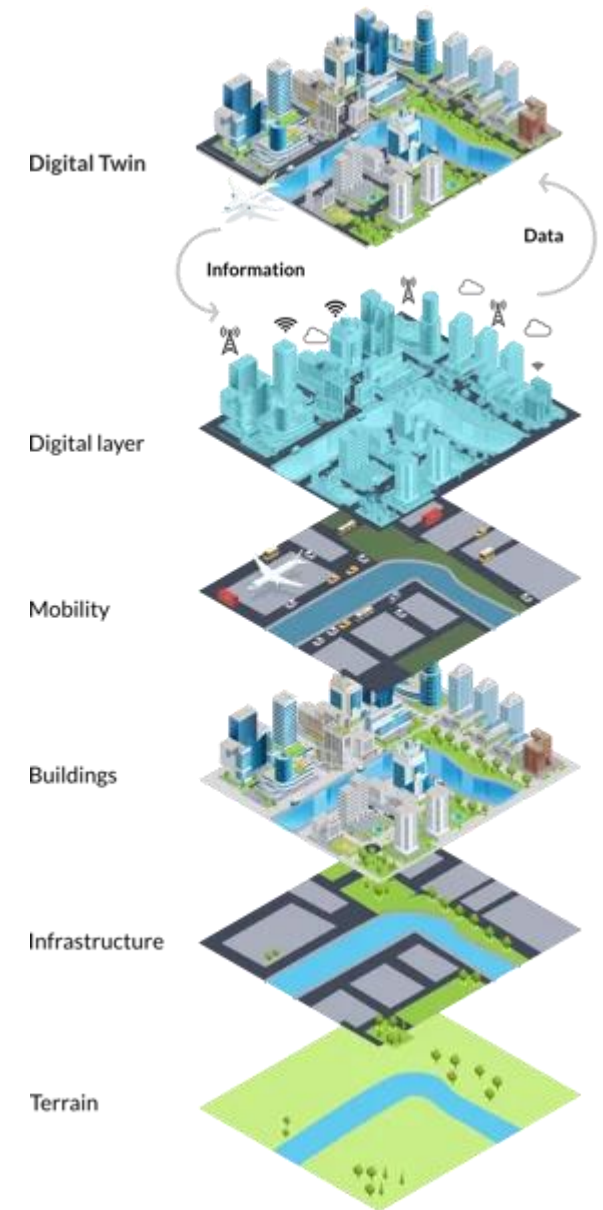 Digital Twin
Data
Information
Digital layer
Mobility
Buildings
Infrastructure
Terrain